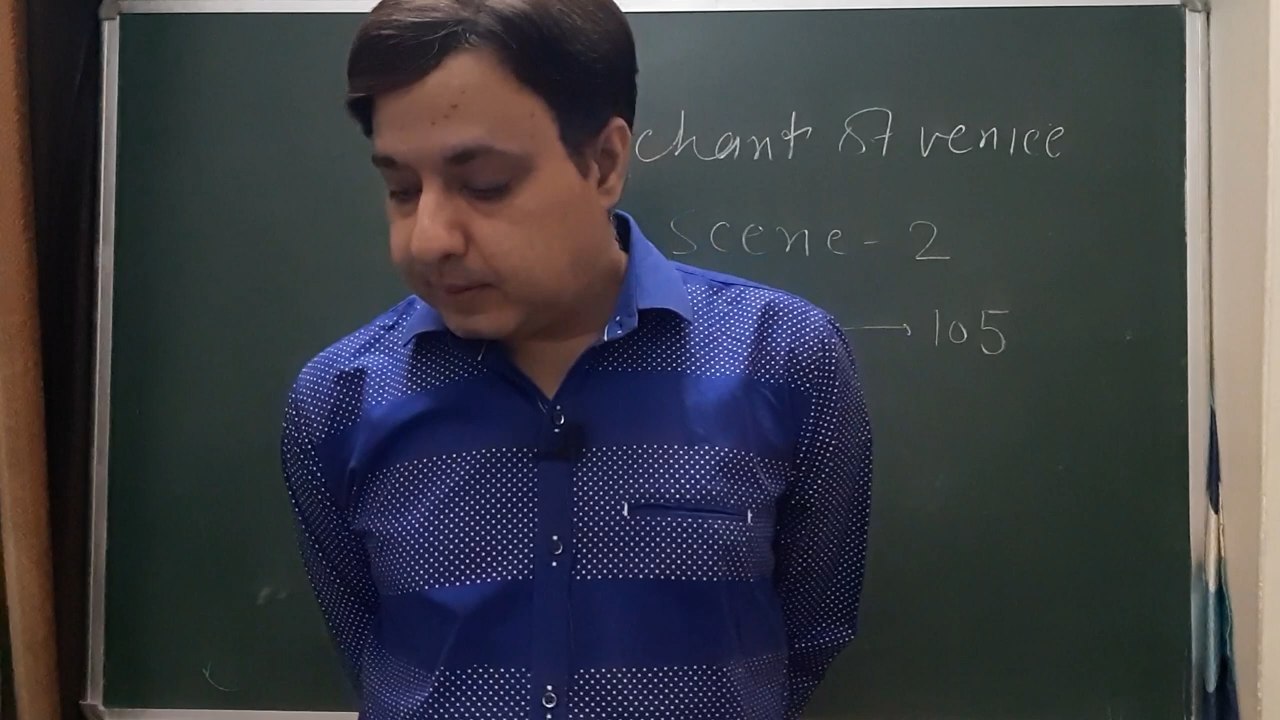 chant of venice
scene - 2
→ 105